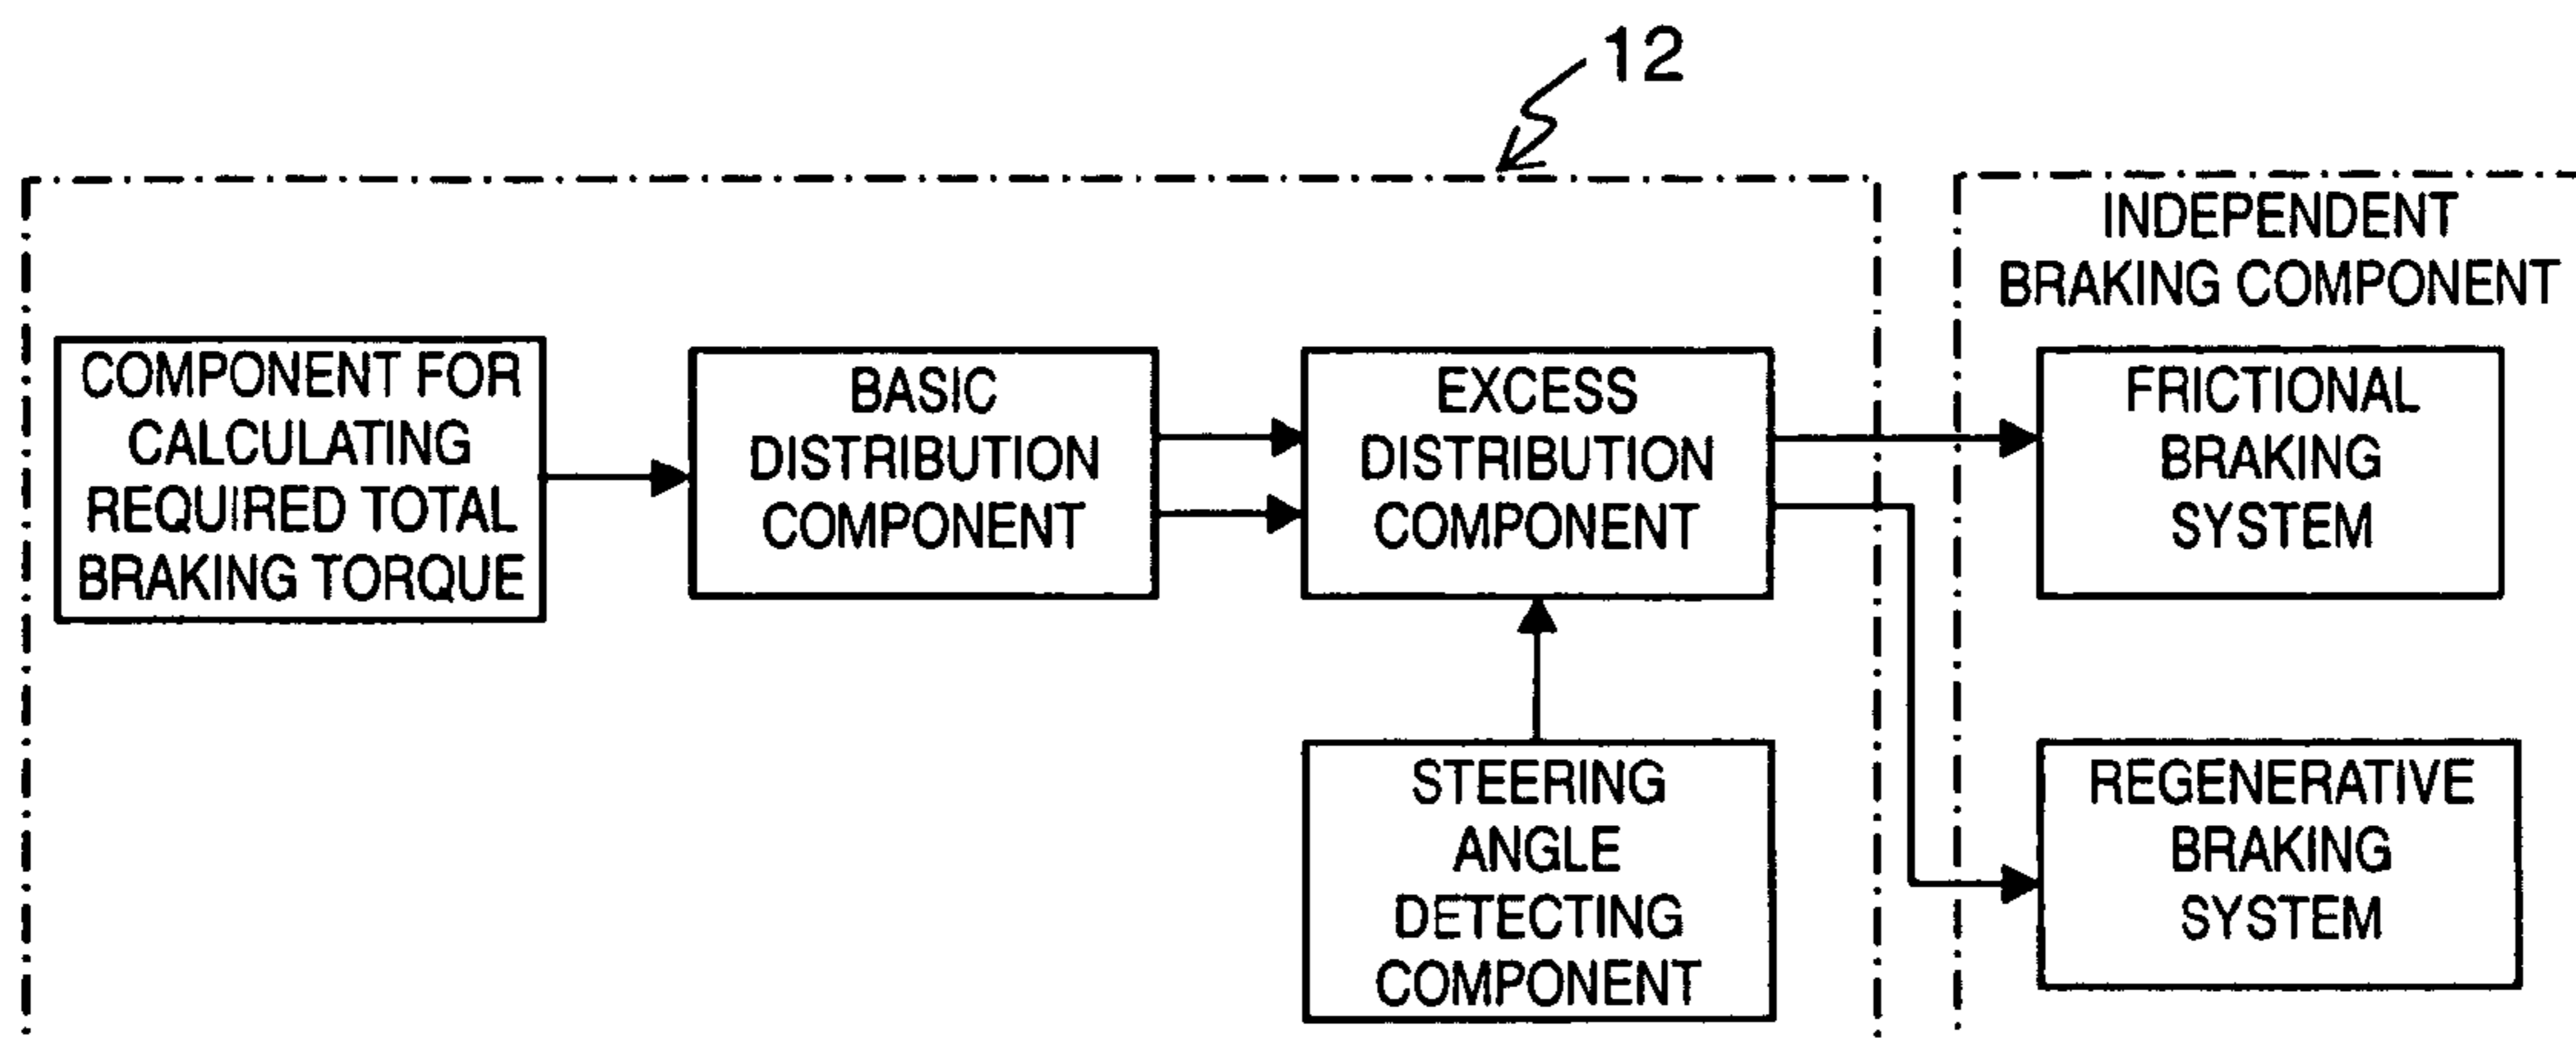 12
INDEPENDENT
BRAKING COMPONENT
COMPONENT FOR
CALCULATING
REQUIRED TOTAL
BRAKING TORQUE
BASIC
DISTRIBUTION
COMPONENT
EXCESS
DISTRIBUTION
COMPONENT
FRICTIONAL
BRAKING
SYSTEM
STEERING
ANGLE
DETECTING
COMPONENT
REGENERATIVE
BRAKING
SYSTEM